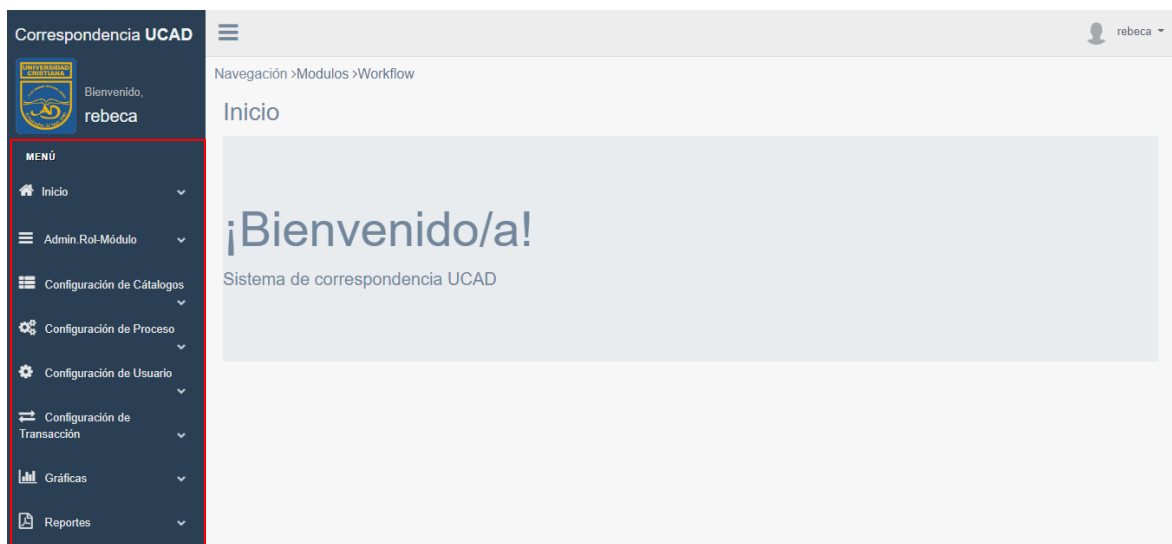 Correspondencia UCAD
rebeca
UNIVERSIDAD
CRISTIANA
Bienvenido,
rebeca
Navegación >Modulos >Workflow
Inicio
MENÚ
Inicio
Admin.Rol-Módulo
Configuración de Cátalogos
Configuración de Proceso
Configuración de Usuario
Configuración de
Transacción
Gráficas
Reportes
¡Bienvenido/a!
Sistema de correspondencia UCAD